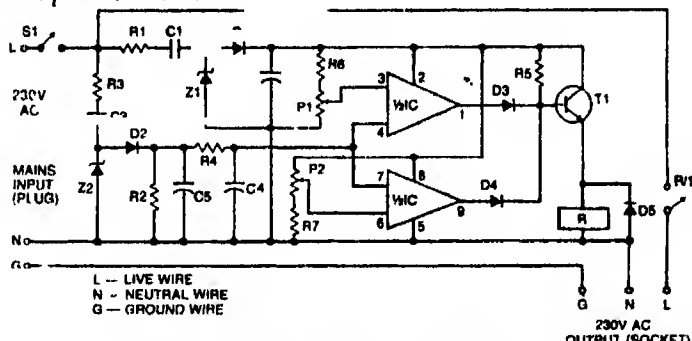 S1
L
R1
C1
R3
230V
AC
Z1
R6
P1
3
2
4
½IC
1
D3
R5
T1
D2
R4
P2
7
8
½IC
9
D4
R/1
MAINS
INPUT
(PLUG)
Z2
R2
C5
C4
R7
6
5
R
D5
N
G
L — LIVE WIRE
N - NEUTRAL WIRE
G — GROUND WIRE
G
N
L
230V AC
OUTPUT (SOCKET)